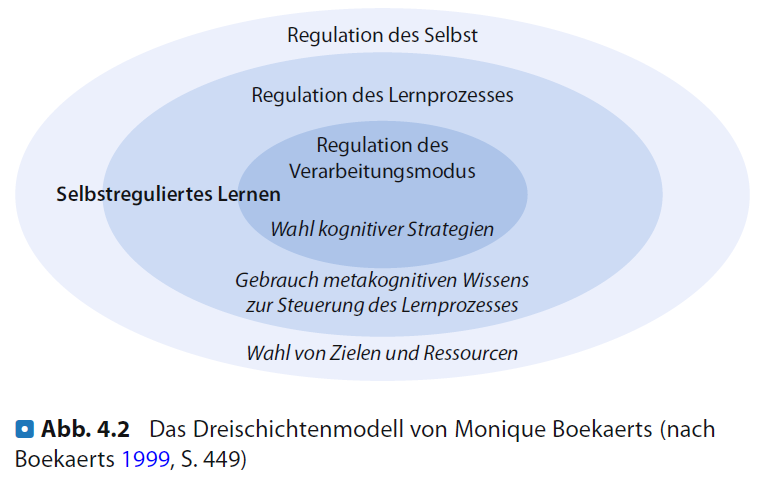 Regulation des Selbst
Regulation des Lernprozesses
Regulation des
Verarbeitungsmodus
Selbstreguliertes Lernen
Wahl kognitiver Strategien
Gebrauch metakognitiven Wissens
zur Steuerung des Lernprozesses
Wahl von Zielen und Ressourcen
Abb. 4.2 Das Dreischichtenmodell von Monique Boekaerts (nach
Boekaerts 1999, S. 449)